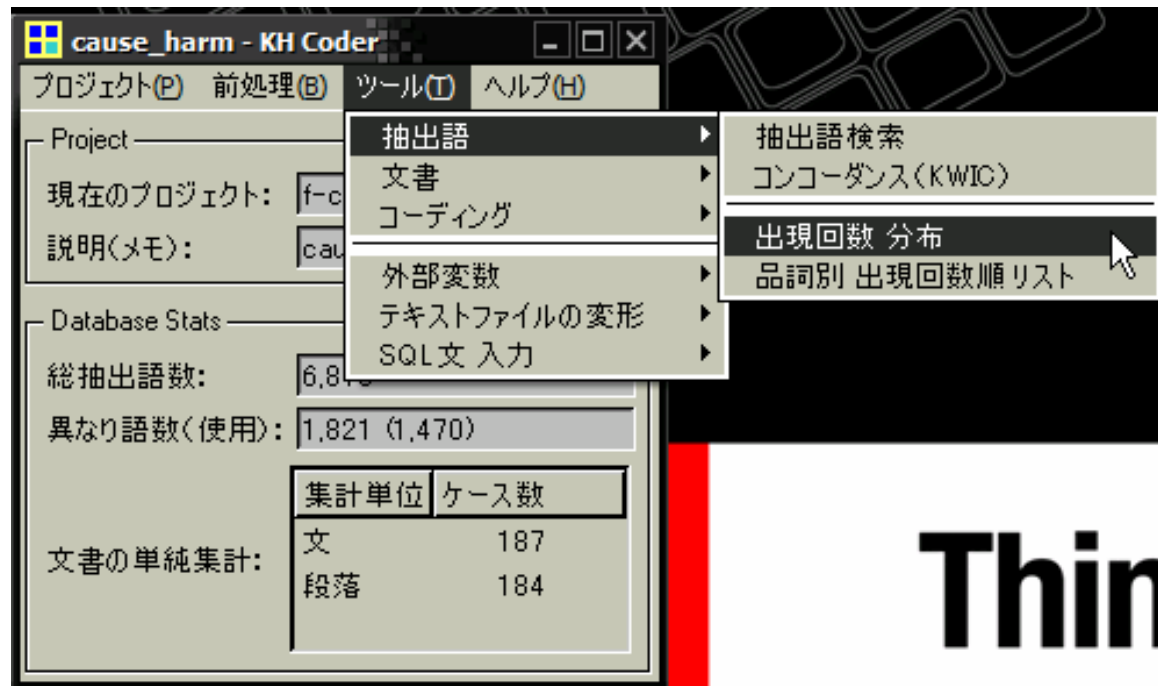 cause_harm - KH Coder
プロジェクト(P) 前処理(B) ツール(T) ヘルプ(H)
Project
現在のプロジェクト: f-c
説明(メモ): cau
抽出語
文書
コーディング
外部変数
テキストファイルの変形
SQL文 入力
抽出語検索
コンコーダンス(KWIC)
出現回数 分布
品詞別 出現回数順 リスト
Database Stats
総抽出語数: 6,8
異なり語数(使用): 1,821 (1,470)
文書の単純集計:
集計単位 ケース数
文 187
段落 184
Thin